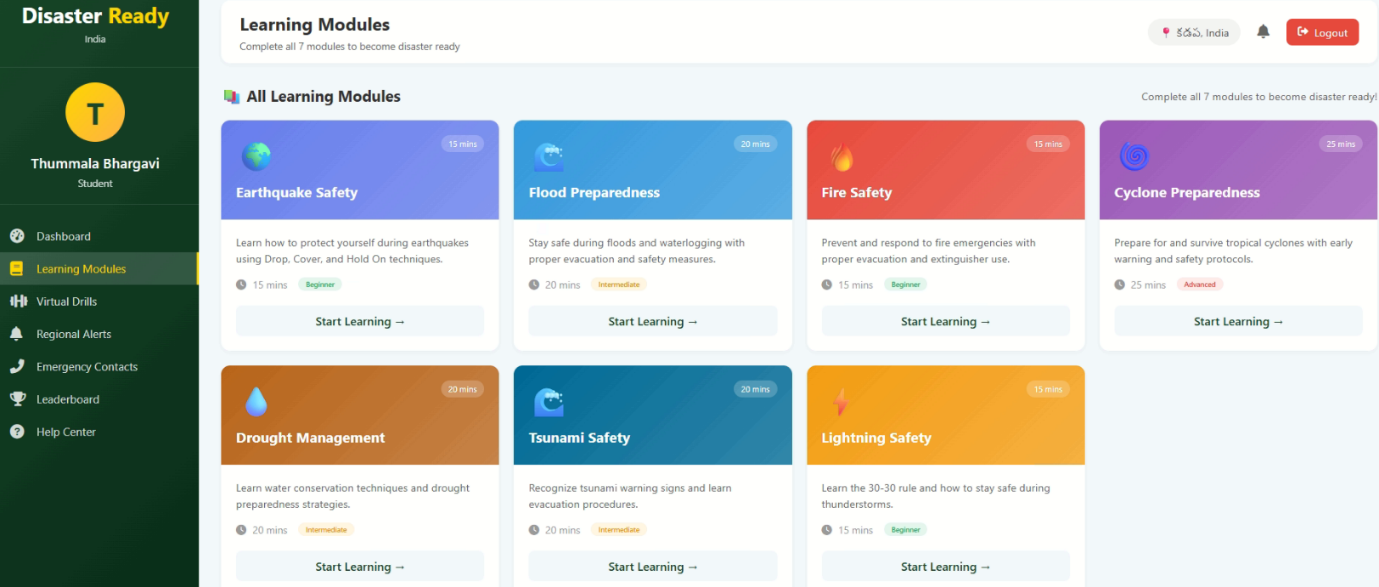 Disaster Ready
India
T
Thummala Bhargavi
Student
Dashboard
Learning Modules
Virtual Drills
Regional Alerts
Emergency Contacts
Leaderboard
Help Center
Learning Modules
Complete all 7 modules to become disaster ready
కడప, India
Logout
All Learning Modules
Complete all 7 modules to become disaster ready!
15 mins
Earthquake Safety
Learn how to protect yourself during earthquakes
using Drop, Cover, and Hold On techniques.
15 mins Beginner
Start Learning →
20 mins
Flood Preparedness
Stay safe during floods and waterlogging with
proper evacuation and safety measures.
20 mins Intermediate
Start Learning →
15 mins
Fire Safety
Prevent and respond to fire emergencies with
proper evacuation and extinguisher use.
15 mins Beginner
Start Learning →
25 mins
Cyclone Preparedness
Prepare for and survive tropical cyclones with early
warning and safety protocols.
25 mins Advanced
Start Learning →
20 mins
Drought Management
Learn water conservation techniques and drought
preparedness strategies.
20 mins Intermediate
Start Learning →
20 mins
Tsunami Safety
Recognize tsunami warning signs and learn
evacuation procedures.
20 mins Intermediate
Start Learning →
15 mins
Lightning Safety
Learn the 30-30 rule and how to stay safe during
thunderstorms.
15 mins Beginner
Start Learning →